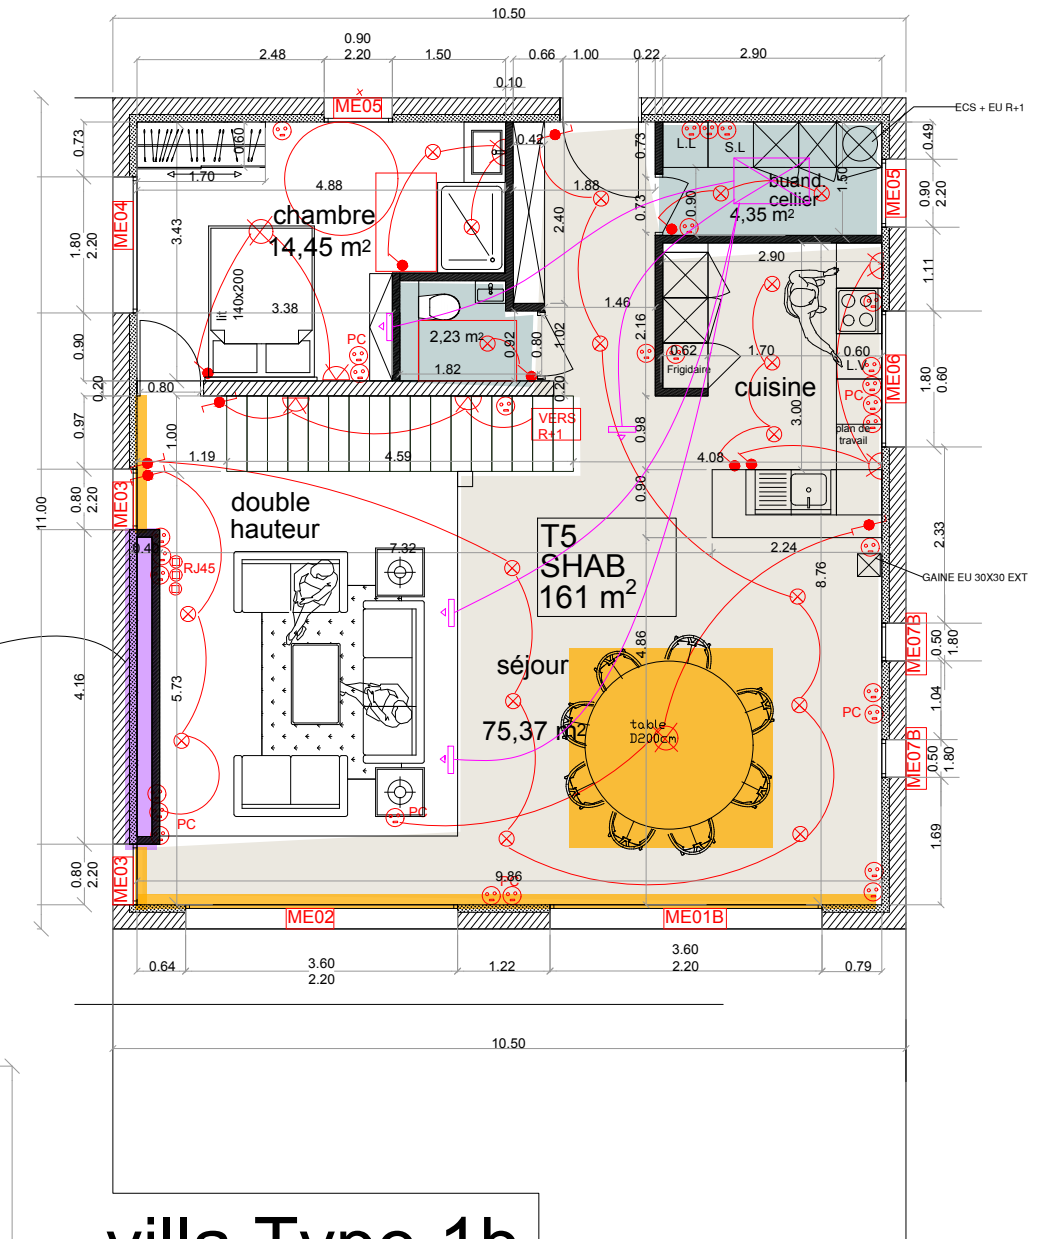 10.50
0.90
2.48
2.20
1.50
0.66
1.00
0.22
2.90
0.10
ME05
ECS + EU R+1
0.73
0.60
0.42
0.73
L.L
S.L
0.49
1.70
4.88
1.88
buand.
cellier
1.50
ME05
0.90
2.20
ME04
chambre
14,45 m²
3.43
2.40
0.73
0.90
4,35 m²
1.80
2.20
2.90
1.11
lit
140x200
3.38
1.46
2.16
PC
2,23 m²
0.92
0.80
1.02
0.62
1.70
0.60
L.V
Frigidaire
0.90
1.82
cuisine
ME06
1.80
0.60
0.20
0.80
0.20
PC
3.00
0.97
1.00
VERS
R+1
0.98
plan de
travail
1.19
4.59
4.08
0.80
2.20
ME03
double
hauteur
0.90
11.00
T5
SHAB
161 m²
2.33
0.40
7.32
2.24
RJ45
8.76
GAINE EU 30X30 EXT
ME07B
0.50
1.80
4.86
séjour
4.16
5.73
75,37 m²
table
D200cm
1.04
PC
ME07B
0.50
1.80
PC
PC
1.69
0.80
2.20
ME03
9.86
PC
ME02
ME01B
0.64
3.60
2.20
1.22
3.60
2.20
0.79
10.50
villa Type 1b